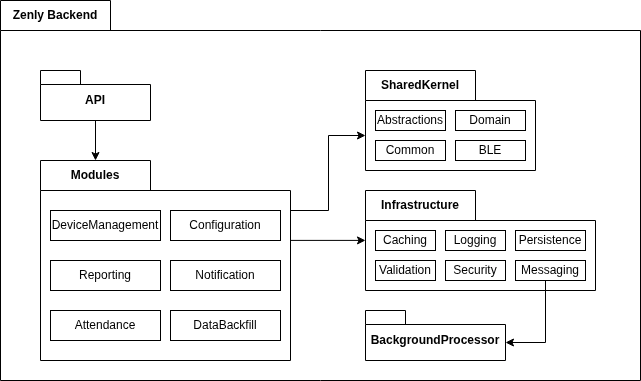 Zenly Backend
API
Modules
DeviceManagement
Configuration
Reporting
Notification
Attendance
DataBackfill
SharedKernel
Abstractions
Domain
Common
BLE
Infrastructure
Caching
Logging
Persistence
Validation
Security
Messaging
BackgroundProcessor